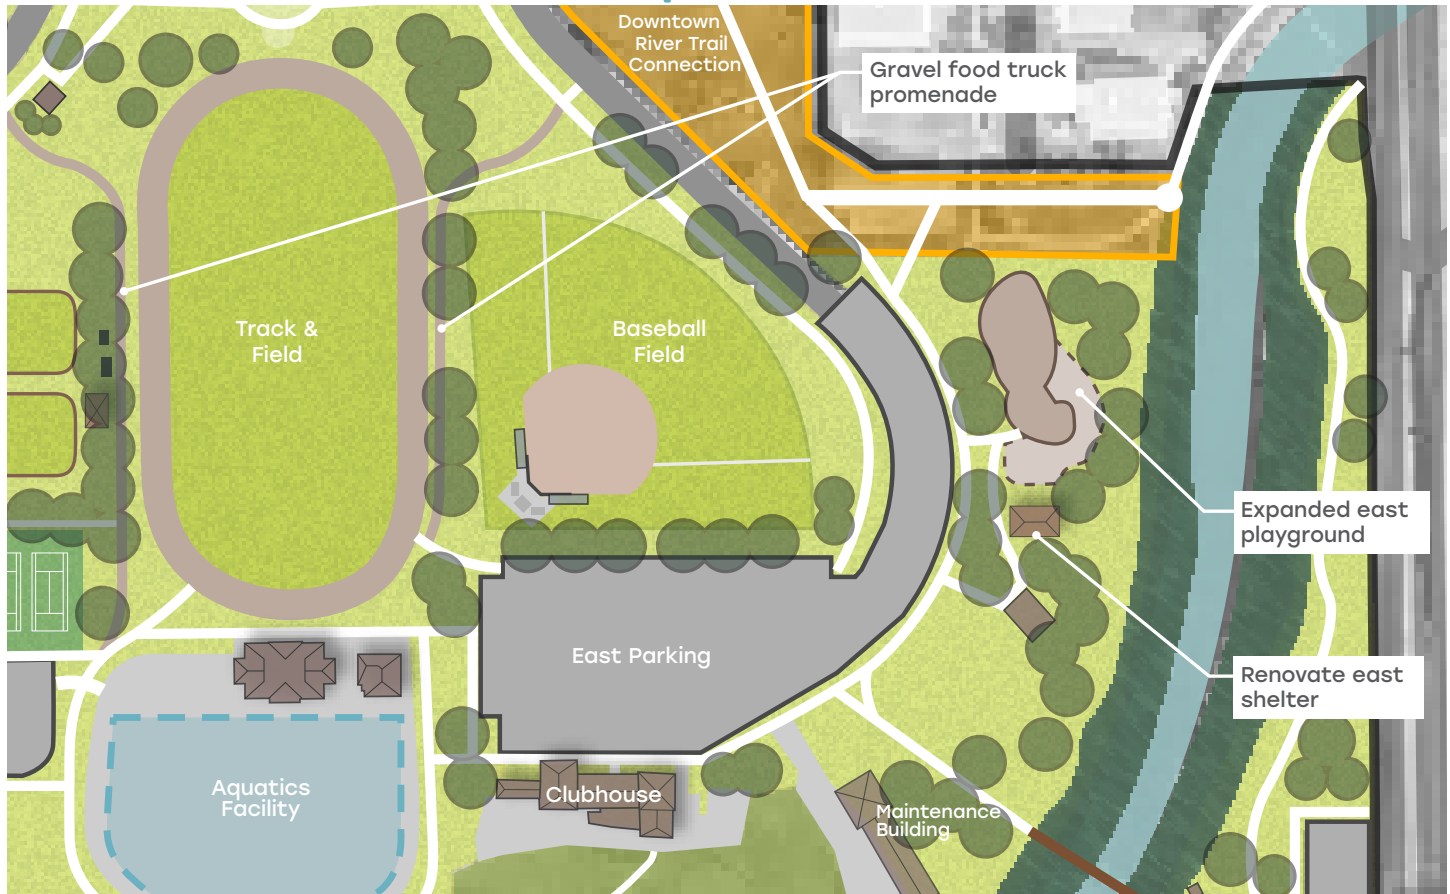 Downtown
River Trail
Connection
Gravel food truck
promenade
Track &
Field
Baseball
Field
Expanded east
playground
East Parking
Renovate east
shelter
Aquatics
Facility
Clubhouse
Maintenance
Building